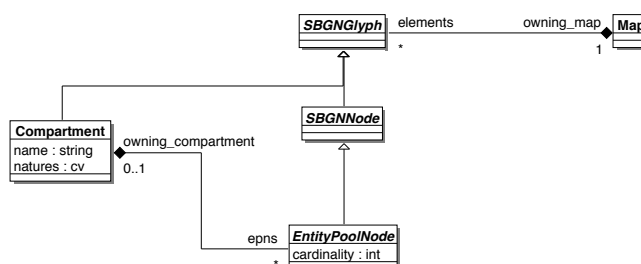 SBGNGlyph
elements
owning_map
Map
*
1
SBGNNode
Compartment
name : string
natures : cv
owning_compartment
0..1
epns
*
EntityPoolNode
cardinality : int